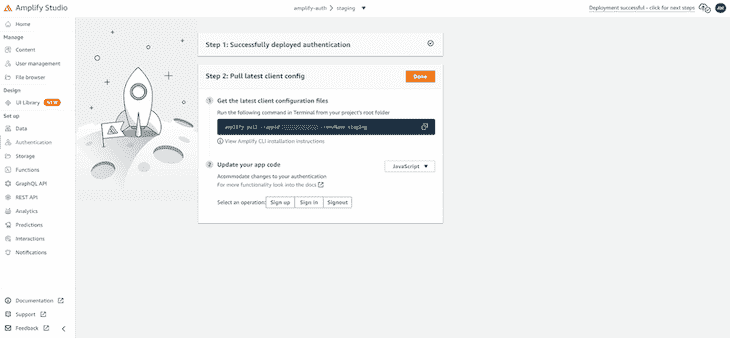 Amplify Studio
amplify-auth > staging
Deployment successful - click for next steps
Home
Manage
Content
User management
File browser
Design
UI Library NEW
Set up
Data
Authentication
Storage
Functions
GraphQL API
REST API
Analytics
Predictions
Interactions
Notifications
Documentation
Support
Feedback
Step 1: Successfully deployed authentication
Step 2: Pull latest client config
Done
1 Get the latest client configuration files
Run the following command in Terminal from your project's root folder
amplify pull --appId --envName staging
View Amplify CLI installation instructions
2 Update your app code
JavaScript
Acommodate changes to your authentication
For more functionality look into the docs
Select an operation: Sign up Sign in Signout